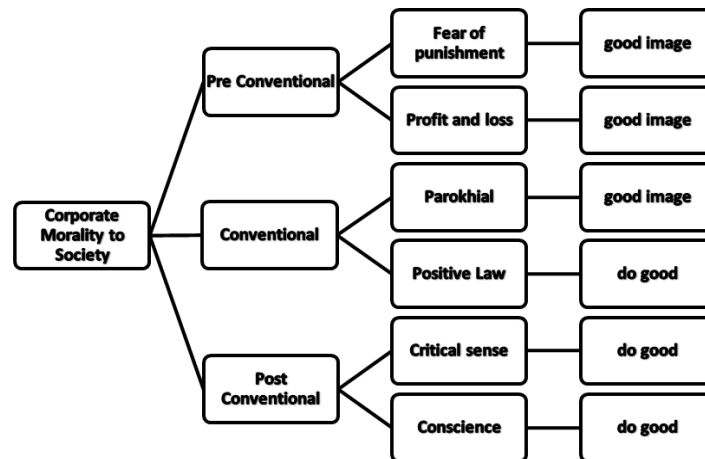 Fear of
punishment
good image
Pre Conventional
Profit and loss
good image
Corporate
Morality to
Society
Conventional
Parokhial
good image
Positive Law
do good
Post
Conventional
Critical sense
do good
Conscience
do good